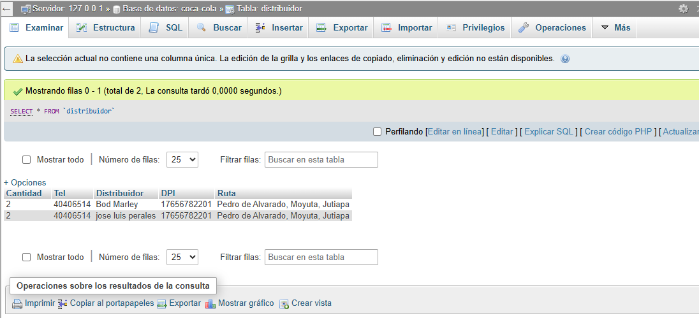 Servidor: 127.0.0.1 » Base de datos: coca-cola » Tabla: distribuidor
Examinar Estructura SQL Buscar Insertar Exportar Importar Privilegios Operaciones Más
La selección actual no contiene una columna única. La edición de la grilla y los enlaces de copiado, eliminación y edición no están disponibles.
Mostrando filas 0 - 1 (total de 2, La consulta tardó 0,0000 segundos.)
SELECT * FROM `distribuidor`
Perfilando [Editar en línea] [ Editar ] [ Explicar SQL ] [ Crear código PHP ] [ Actualizar
Mostrar todo | Número de filas: 25 Filtrar filas: Buscar en esta tabla
+ Opciones
Cantidad Tel Distribuidor DPI Ruta
2 40406514 Bod Marley 17656782201 Pedro de Alvarado, Moyuta, Jutiapa
2 40406514 jose luis perales 17656782201 Pedro de Alvarado, Moyuta, Jutiapa
Mostrar todo | Número de filas: 25 Filtrar filas: Buscar en esta tabla
Operaciones sobre los resultados de la consulta
Imprimir Copiar al portapapeles Exportar Mostrar gráfico Crear vista